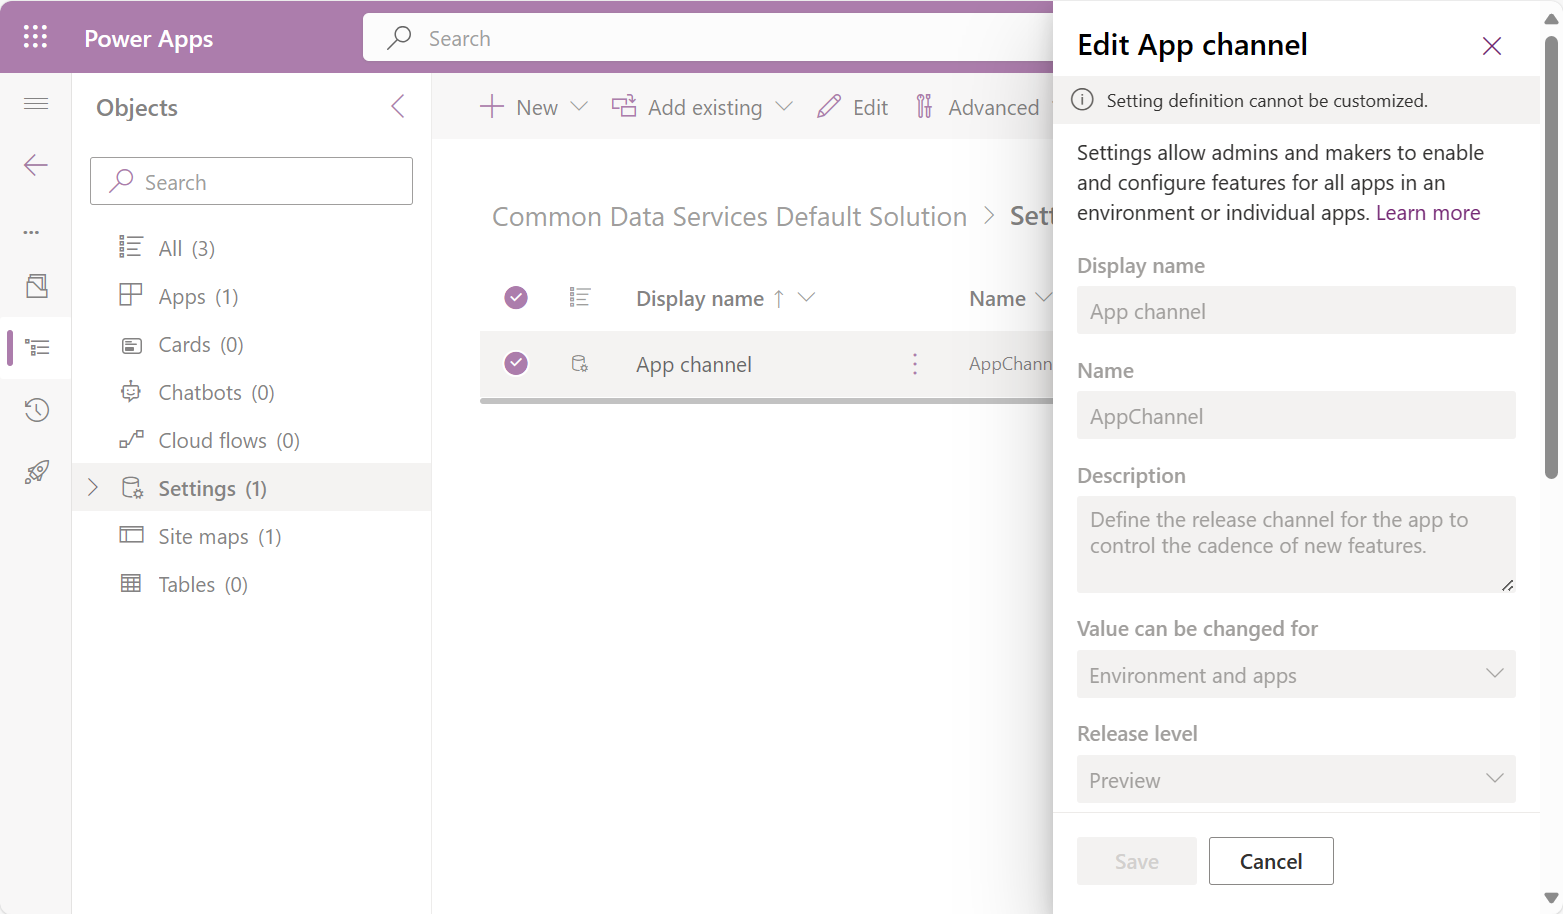 Power Apps
Search
Objects
Search
All (3)
Apps (1)
Cards (0)
Chatbots (0)
Cloud flows (0)
Settings (1)
Site maps (1)
Tables (0)
New
Add existing
Edit
Advanced
Common Data Services Default Solution > Sett
Display name ↑
Name
App channel
AppChann
Edit App channel
Setting definition cannot be customized.
Settings allow admins and makers to enable
and configure features for all apps in an
environment or individual apps. Learn more
Display name
App channel
Name
AppChannel
Description
Define the release channel for the app to
control the cadence of new features.
Value can be changed for
Environment and apps
Release level
Preview
Save
Cancel